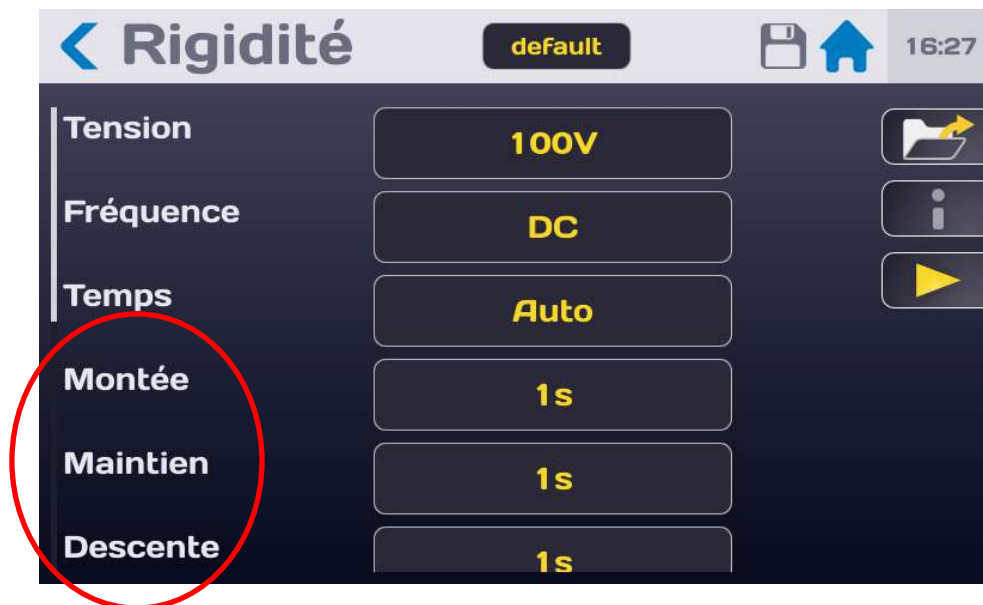 Rigidité default 16:27
Tension 100V
Fréquence DC
Temps Auto
Montée 1s
Maintien 1s
Descente 1s